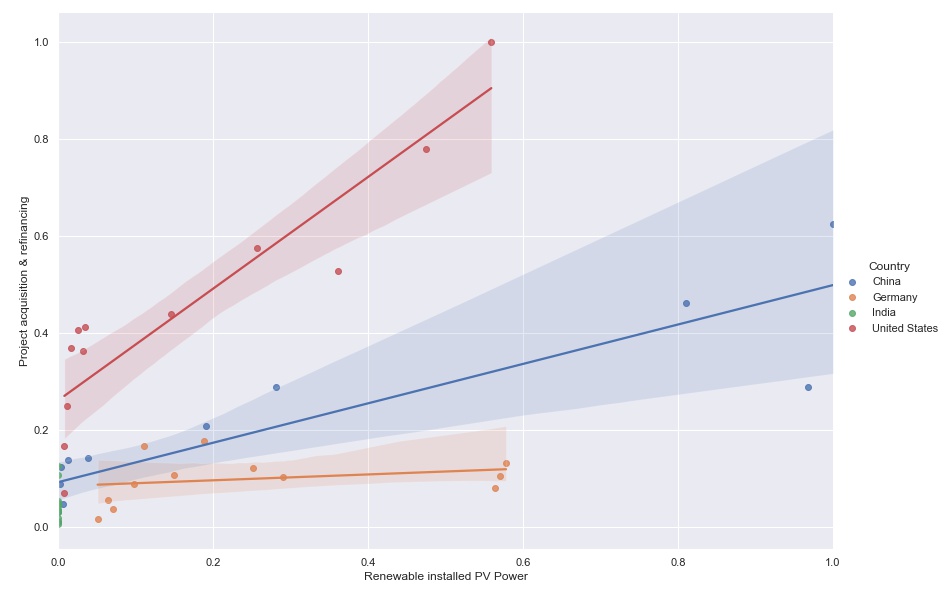 1.0
0.8
0.6
0.4
0.2
0.0
Project acquisition & refinancing
0.0 0.2 0.4 0.6 0.8 1.0
Renewable installed PV Power
Country
China
Germany
India
United States